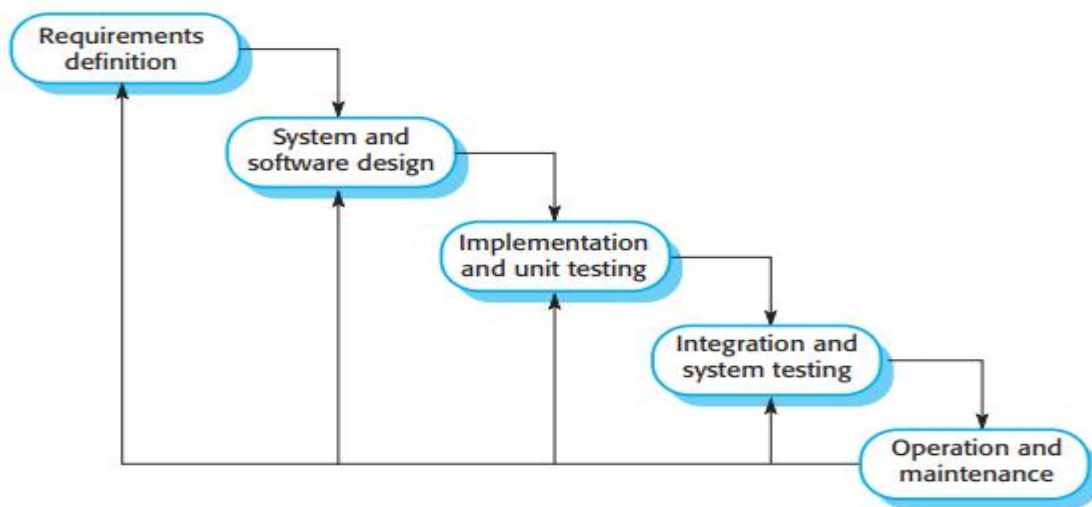 Requirements
definition
System and
software design
Implementation
and unit testing
Integration and
system testing
Operation and
maintenance